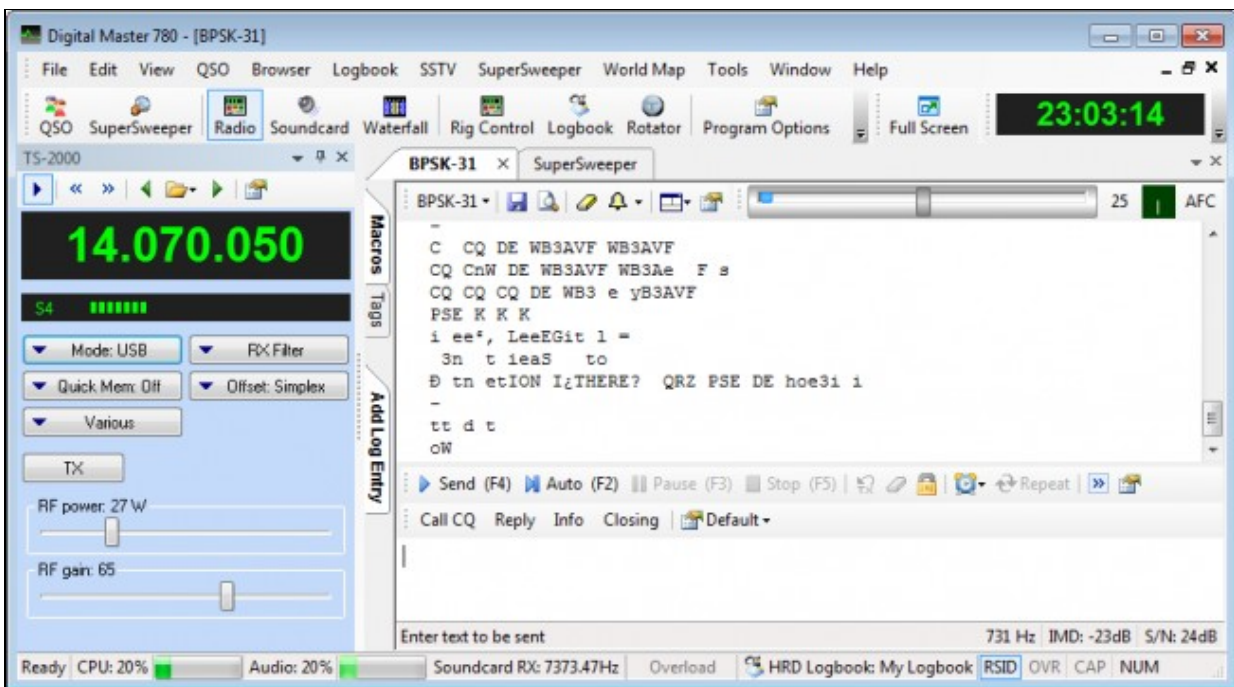 Digital Master 780 - [BPSK-31]
File Edit View QSO Browser Logbook SSTV SuperSweeper World Map Tools Window Help
QSO SuperSweeper Radio Soundcard Waterfall Rig Control Logbook Rotator Program Options Full Screen 23:03:14
TS-2000
BPSK-31 SuperSweeper
BPSK-31 25 AFC
14.070.050
S4
Mode: USB RX Filter
Quick Mem: Off Offset: Simplex
Various
TX
RF power: 27 W
RF gain: 65
Macros
Tags
Add Log Entry
–
C CQ DE WB3AVF WB3AVF
CQ CnW DE WB3AVF WB3Ae F s
CQ CQ CQ DE WB3 e yB3AVF
PSE K K K
i ee², LeeEGit l =
3n t ieaS to
Đ tn etION I¿THERE? QRZ PSE DE hoe3i i
–
tt d t
oW
Send (F4) Auto (F2) Pause (F3) Stop (F5) Repeat
Call CQ Reply Info Closing Default
Enter text to be sent 731 Hz IMD: -23dB S/N: 24dB
Ready CPU: 20% Audio: 20% Soundcard RX: 7373.47Hz Overload HRD Logbook: My Logbook RSID OVR CAP NUM